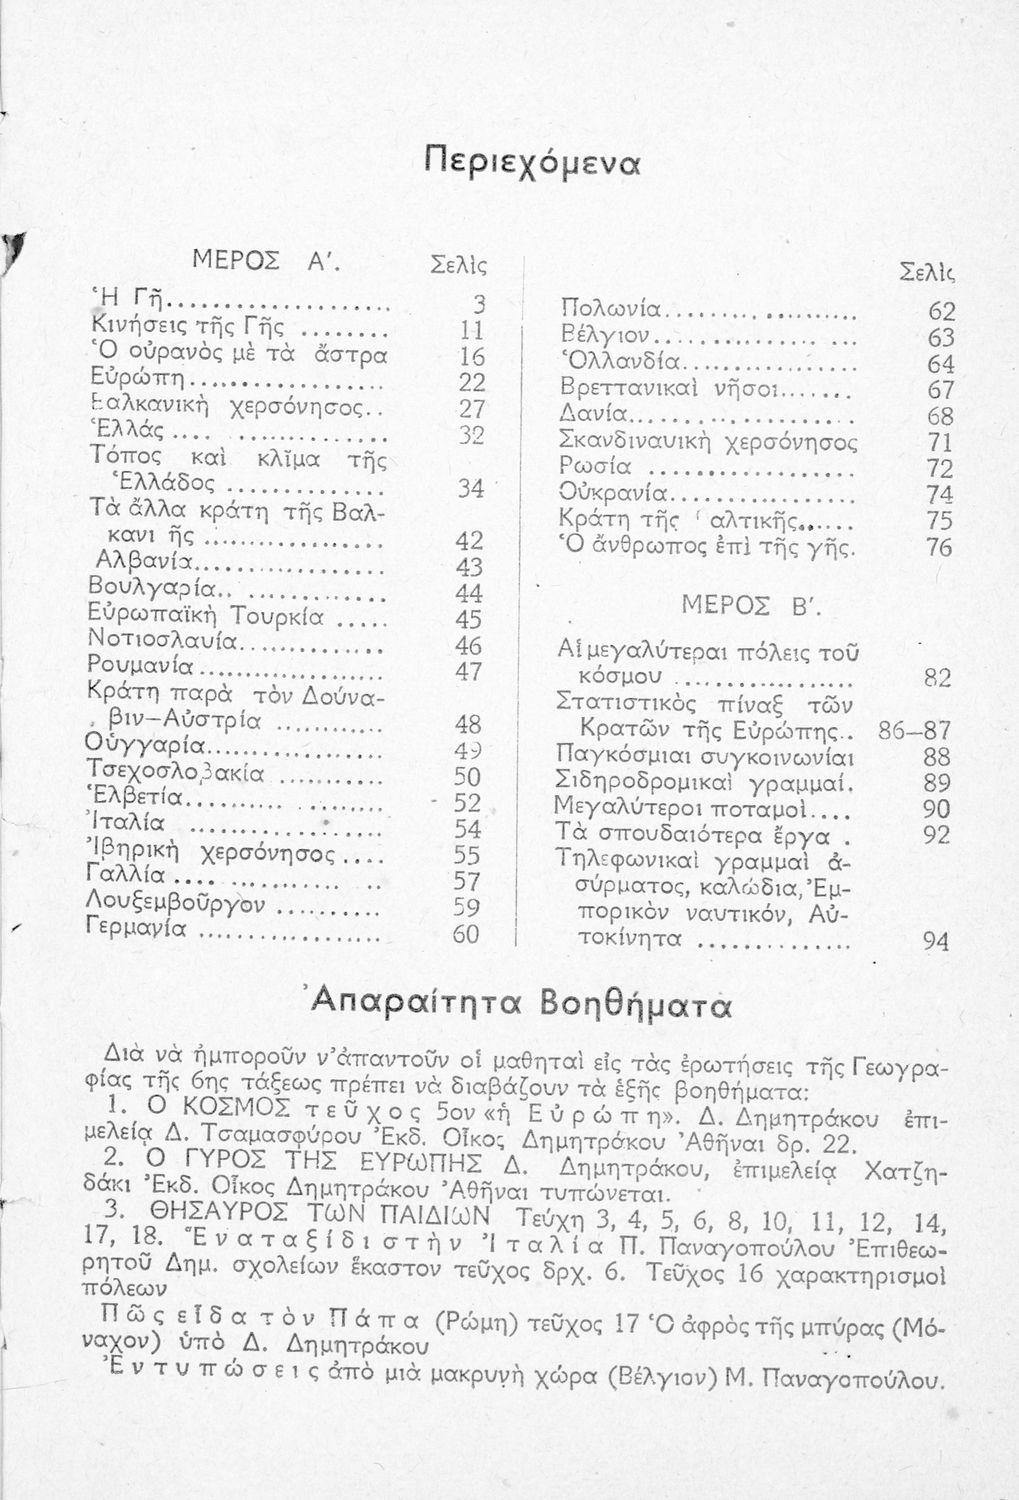 Περιεχόμενα
ΜΕΡΟΣ Α΄. Σελὶς
Ἡ Γῆ..................... 3
Κινήσεις τῆς Γῆς ........ 11
Ὁ οὐρανὸς μὲ τὰ ἄστρα 16
Εὐρώπη.................. 22
Βαλκανικὴ χερσόνησος.. 27
Ἑλλάς .... .............. 32
Τόπος καὶ κλῖμα τῆς
Ἑλλάδος ............... 34
Τὰ ἄλλα κράτη τῆς Βαλ-
κανι ῆς ................. 42
Ἀλβανία.................. 43
Βουλγαρία.. ............. 44
Εὐρωπαϊκὴ Τουρκία ..... 45
Νοτιοσλαυία............... 46
Ρουμανία.................. 47
Κράτη παρὰ τὸν Δούνα-
βιν—Αὐστρία .......... 48
Οὑγγαρία................. 49
Τσεχοσλοβακία .......... 50
Ἑλβετία.................. 52
Ἰταλία .................. 54
Ἰβηρικὴ χερσόνησος .... 55
Γαλλία .... ........... .. 57
Λουξεμβοῦργον .......... 59
Γερμανία ................. 60
Σελὶς
Πολωνία.................. 62
Βέλγιον................ ... 63
Ὁλλανδία................. 64
Βρεττανικαὶ νῆσοι....... 67
Δανία.................... 68
Σκανδιναυικὴ χερσόνησος 71
Ρωσία .................. 72
Οὐκρανία................ 74
Κράτη τῆς αλτικῆς...... 75
Ὁ ἄνθρωπος ἐπὶ τῆς γῆς. 76
ΜΕΡΟΣ Β΄.
Αἱ μεγαλύτεραι πόλεις τοῦ
κόσμου ................ 82
Στατιστικὸς πίναξ τῶν
Κρατῶν τῆς Εὐρώπης.. 86—87
Παγκόσμιαι συγκοινωνίαι 88
Σιδηροδρομικαὶ γραμμαί. 89
Μεγαλύτεροι ποταμοὶ.... 90
Τὰ σπουδαιότερα ἔργα . 92
Τηλεφωνικαὶ γραμμαὶ ἀ-
σύρματος, καλώδια, Ἐμ-
πορικὸν ναυτικόν, Αὐ-
τοκίνητα .............. 94
Ἀπαραίτητα Βοηθήματα
Διὰ νὰ ἠμποροῦν ν᾽ ἀπαντοῦν οἱ μαθηταὶ εἰς τὰς ἐρωτήσεις τῆς Γεωγρα-
φίας τῆς 6ης τάξεως πρέπει νὰ διαβάζουν τὰ ἑξῆς βοηθήματα:
1. Ο ΚΟΣΜΟΣ τεῦχος 5ον «ἡ Εὐρώπη». Δ. Δημητράκου ἐπι-
μελείᾳ Δ. Τσαμασφύρου Ἐκδ. Οἶκος Δημητράκου Ἀθῆναι δρ. 22.
2. Ο ΓΥΡΟΣ ΤΗΣ ΕΥΡΩΠΗΣ Δ. Δημητράκου, ἐπιμελείᾳ Χατζη-
δάκι Ἐκδ. Οἶκος Δημητράκου Ἀθῆναι τυπώνεται.
3. ΘΗΣΑΥΡΟΣ ΤΩΝ ΠΑΙΔΙΩΝ Τεύχη 3, 4, 5, 6, 8, 10, 11, 12, 14,
17, 18. Ἕνα ταξίδι στὴν Ἰταλία Π. Παναγοπούλου Ἐπιθεω-
ρητοῦ Δημ. σχολείων ἕκαστον τεῦχος δρχ. 6. Τεῦχος 16 χαρακτηρισμοὶ
πόλεων
Πῶς εἶδα τὸν Πάπα (Ρώμη) τεῦχος 17 Ὁ ἀφρὸς τῆς μπύρας (Μό-
ναχον) ὑπὸ Δ. Δημητράκου
Ἐντυπώσεις ἀπὸ μιὰ μακρυνὴ χώρα (Βέλγιον) Μ. Παναγοπούλου.